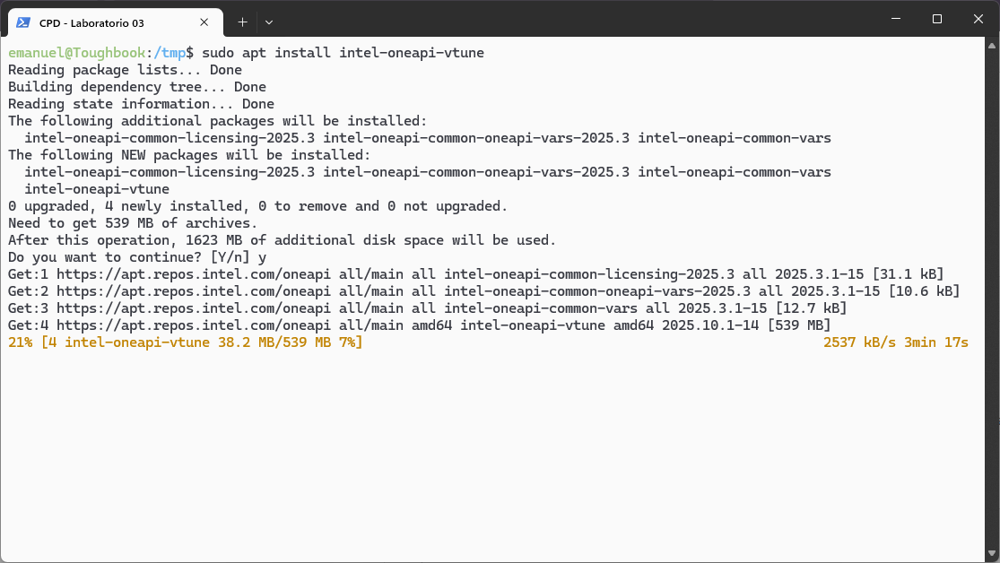 CPD - Laboratorio 03
emanuel@Toughbook:/tmp$ sudo apt install intel-oneapi-vtune
Reading package lists... Done
Building dependency tree... Done
Reading state information... Done
The following additional packages will be installed:
  intel-oneapi-common-licensing-2025.3 intel-oneapi-common-oneapi-vars-2025.3 intel-oneapi-common-vars
The following NEW packages will be installed:
  intel-oneapi-common-licensing-2025.3 intel-oneapi-common-oneapi-vars-2025.3 intel-oneapi-common-vars
  intel-oneapi-vtune
0 upgraded, 4 newly installed, 0 to remove and 0 not upgraded.
Need to get 539 MB of archives.
After this operation, 1623 MB of additional disk space will be used.
Do you want to continue? [Y/n] y
Get:1 https://apt.repos.intel.com/oneapi all/main all intel-oneapi-common-licensing-2025.3 all 2025.3.1-15 [31.1 kB]
Get:2 https://apt.repos.intel.com/oneapi all/main all intel-oneapi-common-oneapi-vars-2025.3 all 2025.3.1-15 [10.6 kB]
Get:3 https://apt.repos.intel.com/oneapi all/main all intel-oneapi-common-vars all 2025.3.1-15 [12.7 kB]
Get:4 https://apt.repos.intel.com/oneapi all/main amd64 intel-oneapi-vtune amd64 2025.10.1-14 [539 MB]
21% [4 intel-oneapi-vtune 38.2 MB/539 MB 7%] 2537 kB/s 3min 17s